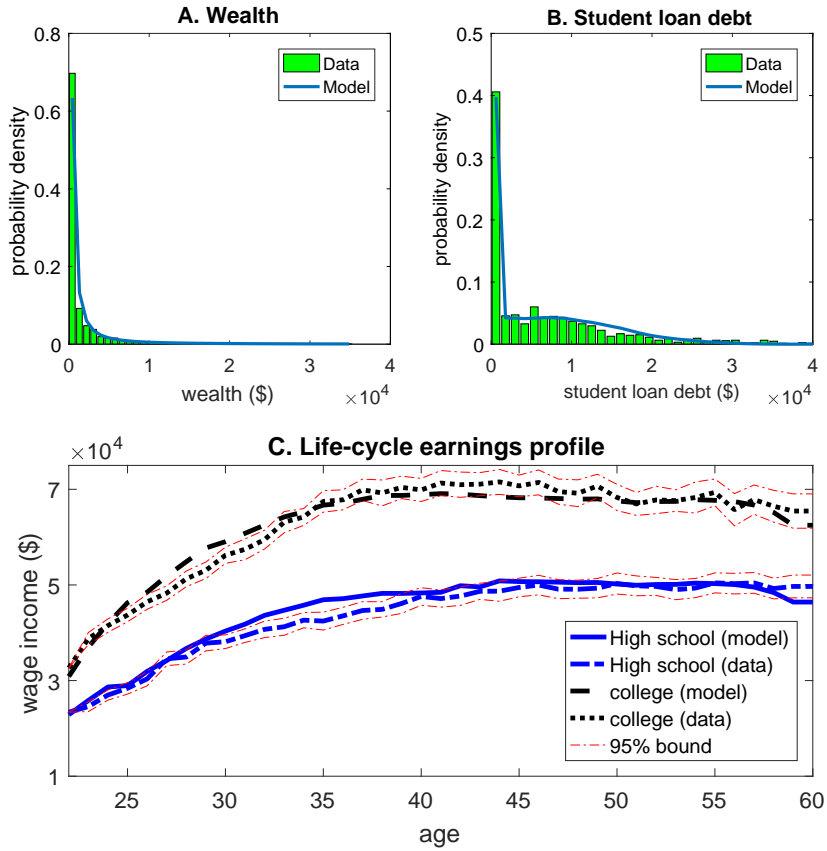 A. Wealth
0.8
0.6
0.4
0.2
0
probability density
Data
Model
0 1 2 3 4
wealth ($)
×10^4
B. Student loan debt
0.5
0.4
0.3
0.2
0.1
0
probability density
Data
Model
0 1 2 3 4
student loan debt ($)
×10^4
C. Life-cycle earnings profile
×10^4
7
5
3
1
wage income ($)
High school (model)
High school (data)
college (model)
college (data)
95% bound
25 30 35 40 45 50 55 60
age